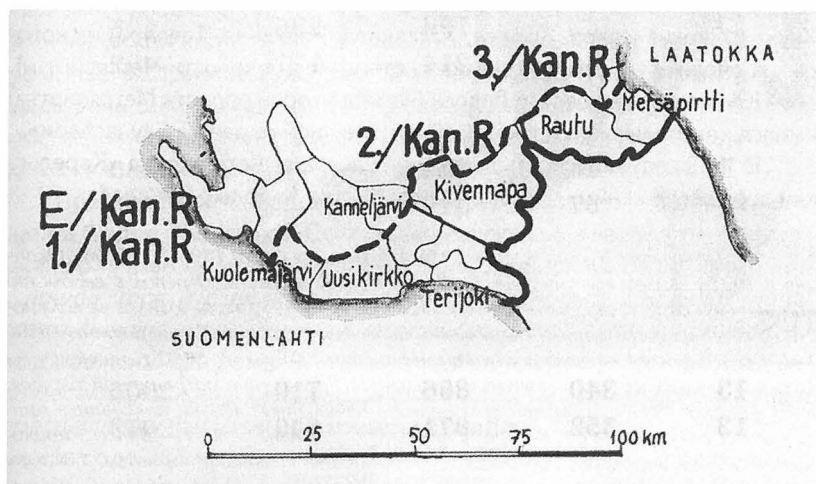 LAATOKKA
3./Kan.R
Metsäpirtti
Rautu
2./Kan.R
Kivennapa
Kanneljärvi
E./Kan.R
1./Kan.R
Kuolemajärvi
Uusikirkko
Terijoki
SUOMENLAHTI
0 25 50 75 100 km